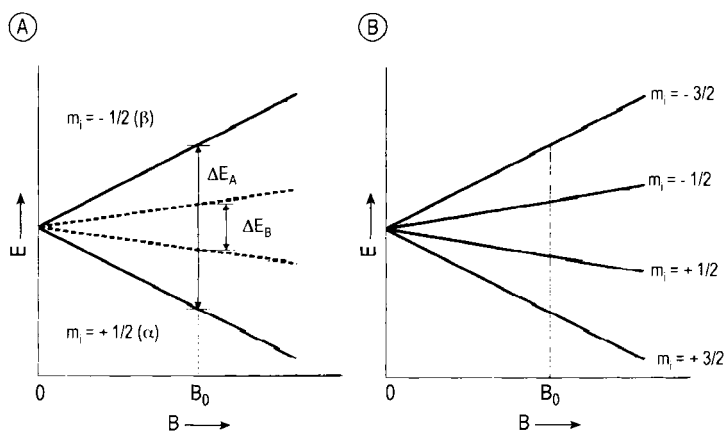 A
E
m_i = - 1/2 (β)
ΔE_A
ΔE_B
m_i = + 1/2 (α)
0
B_0
B
B
E
m_i = - 3/2
m_i = - 1/2
m_i = + 1/2
m_i = + 3/2
0
B_0
B